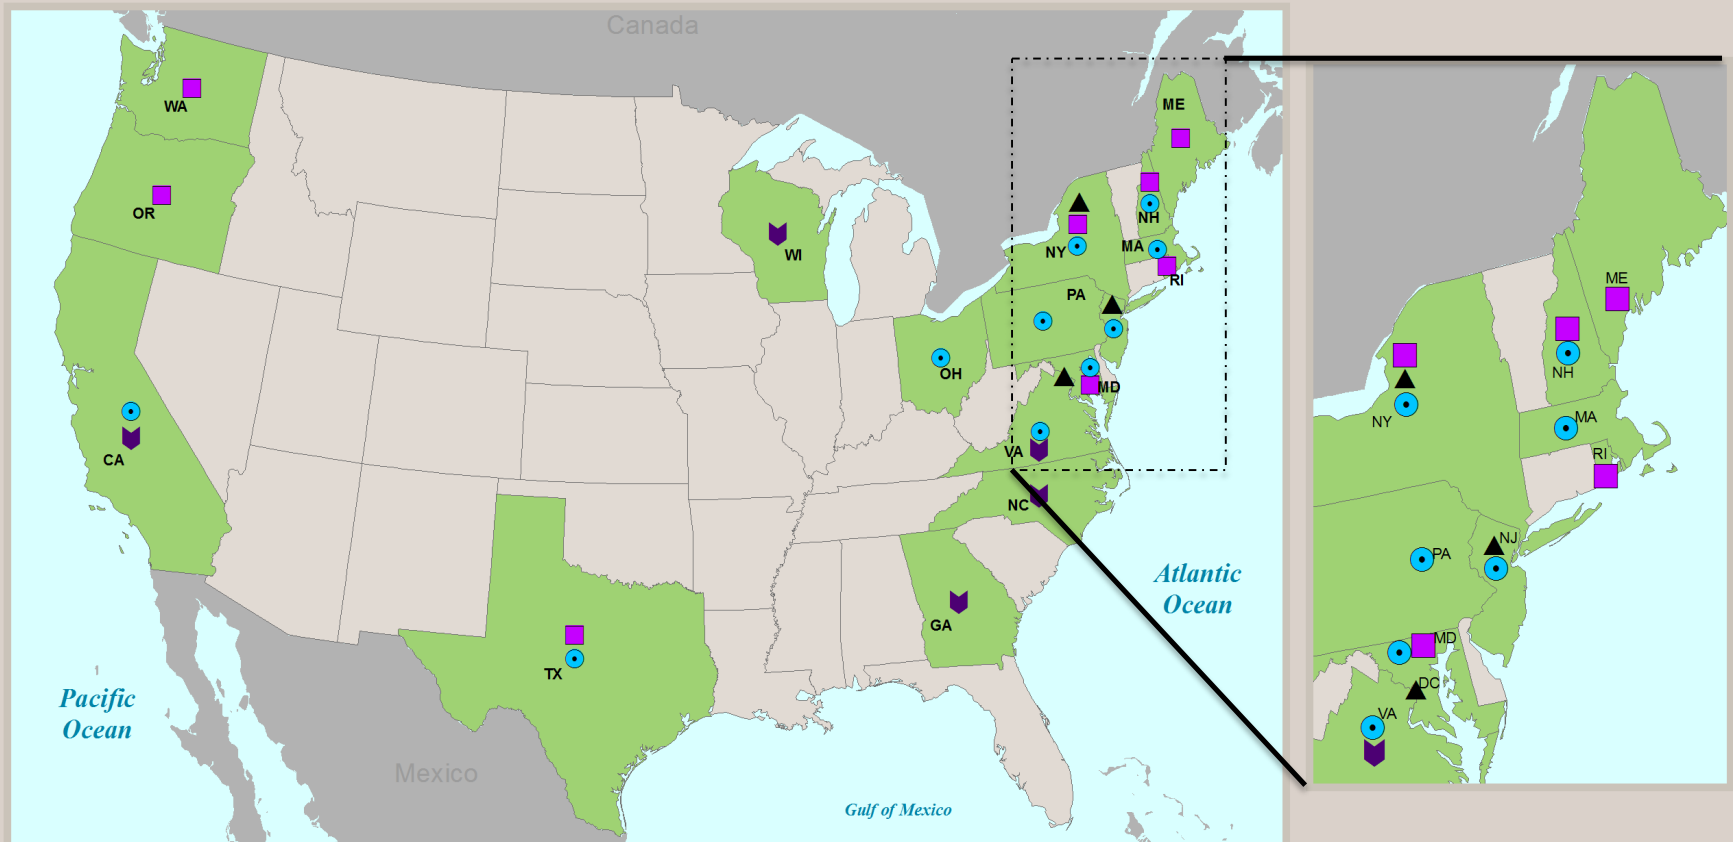 Canada
WA
ME
OR
NH
NY
MA
WI
RI
PA
OH
MD
CA
VA
NC
GA
TX
Atlantic
Ocean
Pacific
Ocean
Mexico
Gulf of Mexico
ME
NH
NY
MA
RI
NJ
PA
MD
DC
VA